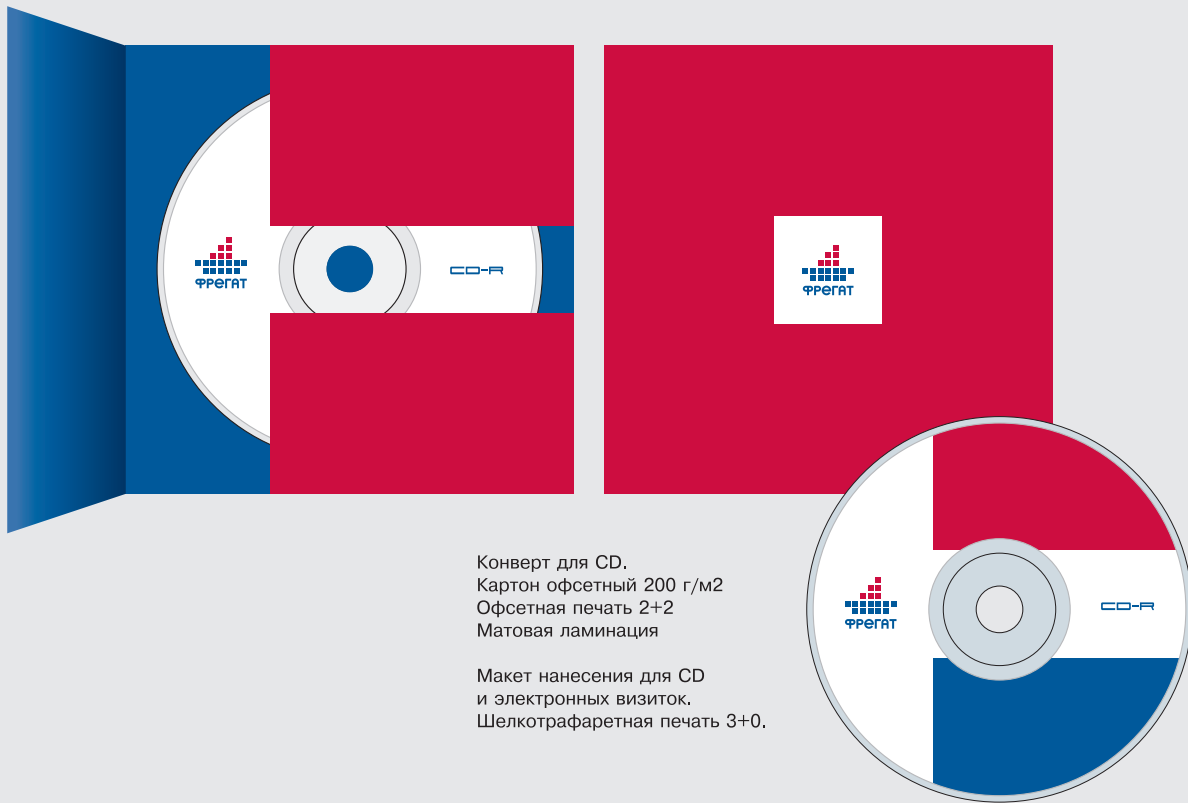 ФРЕГАТ
CD-R
ФРЕГАТ
Конверт для CD.
Картон офсетный 200 г/м2
Офсетная печать 2+2
Матовая ламинация
Макет нанесения для CD
и электронных визиток.
Шелкотрафаретная печать 3+0.
ФРЕГАТ
CD-R